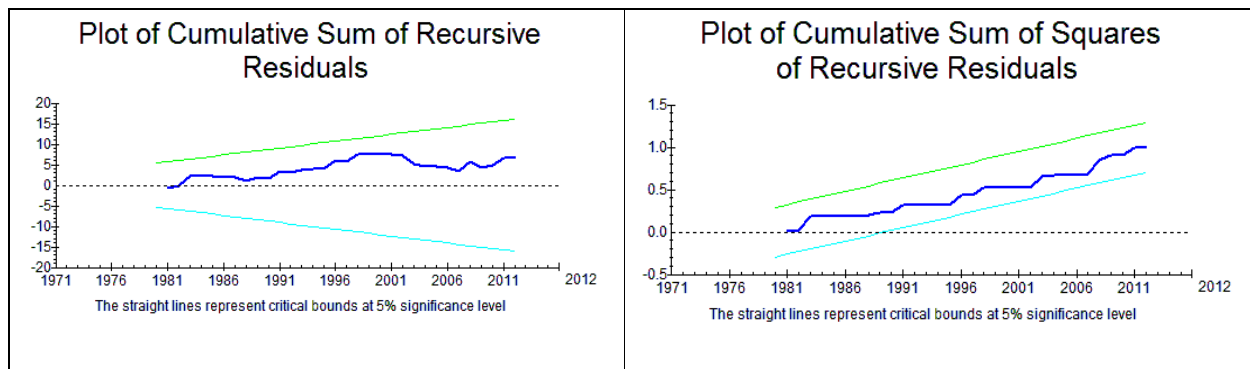 Plot of Cumulative Sum of Recursive
Residuals
20
15
10
5
0
-5
-10
-15
-20
1971 1976 1981 1986 1991 1996 2001 2006 2011 2012
The straight lines represent critical bounds at 5% significance level
Plot of Cumulative Sum of Squares
of Recursive Residuals
1.5
1.0
0.5
0.0
-0.5
1971 1976 1981 1986 1991 1996 2001 2006 2011 2012
The straight lines represent critical bounds at 5% significance level